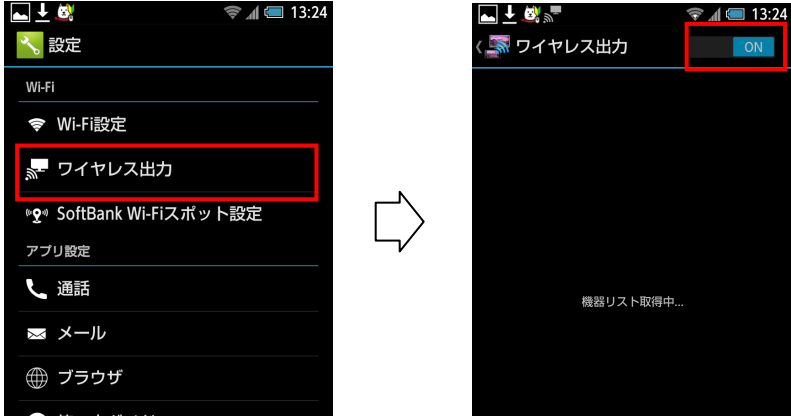 13:24
設定
Wi-Fi
Wi-Fi設定
ワイヤレス出力
SoftBank Wi-Fiスポット設定
アプリ設定
通話
メール
ブラウザ
13:24
ワイヤレス出力
ON
機器リスト取得中...